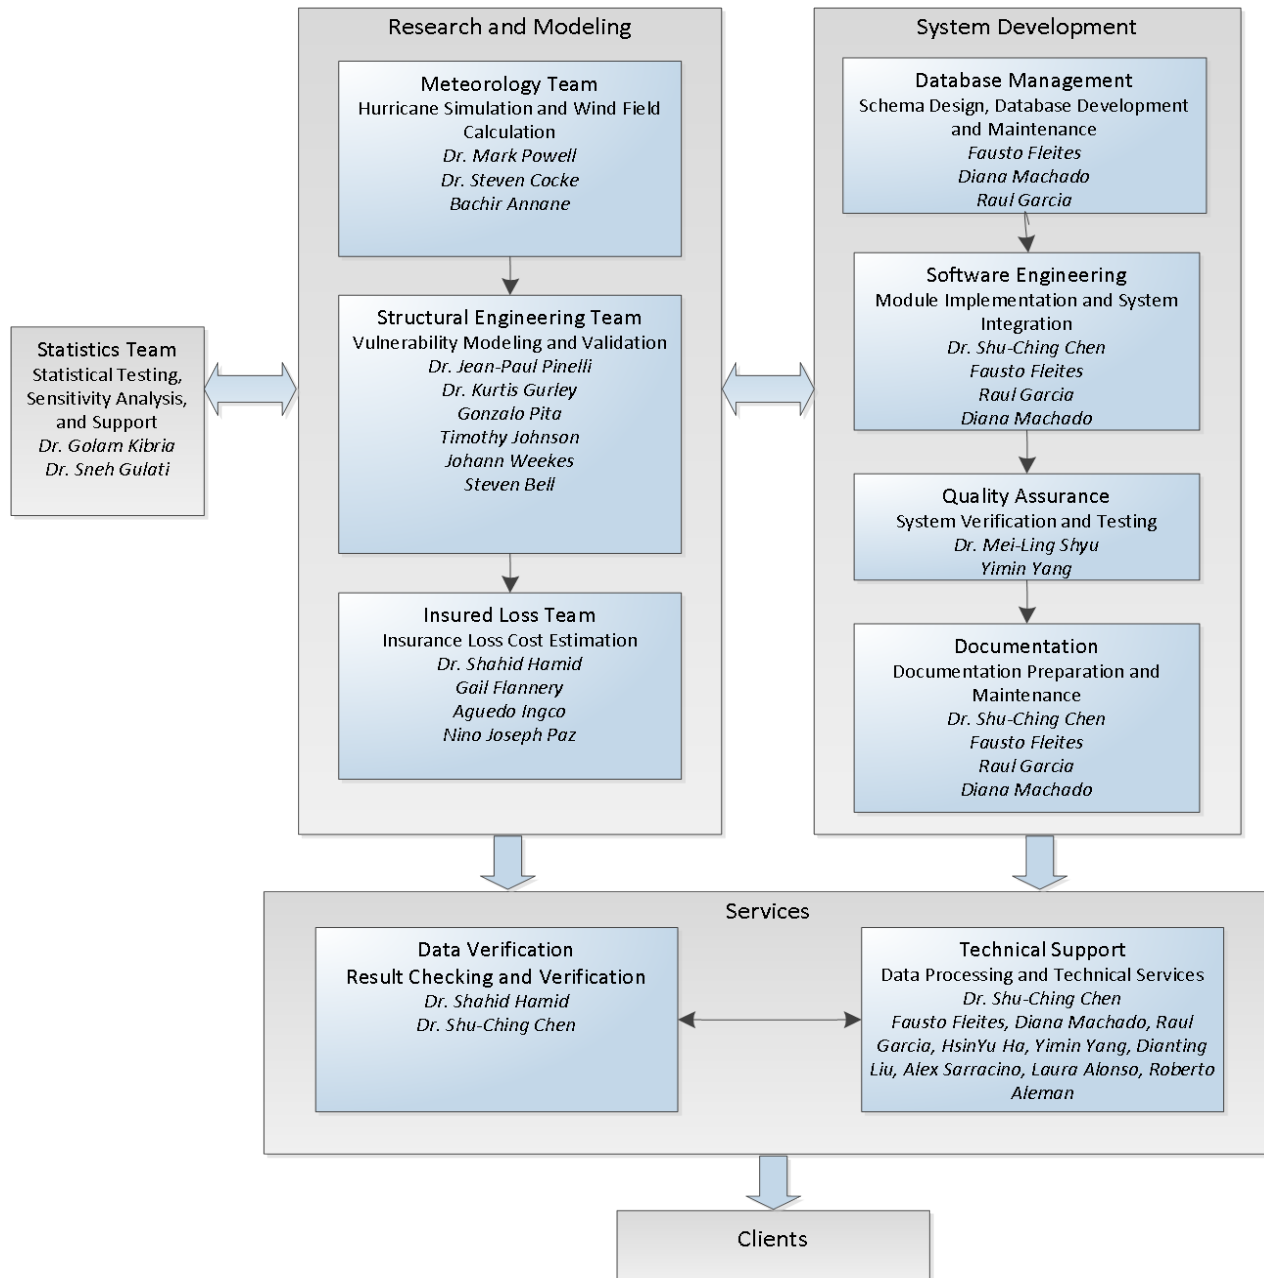 Research and Modeling
Meteorology Team
Hurricane Simulation and Wind Field
Calculation
Dr. Mark Powell
Dr. Steven Cocke
Bachir Annane
Structural Engineering Team
Vulnerability Modeling and Validation
Dr. Jean-Paul Pinelli
Dr. Kurtis Gurley
Gonzalo Pita
Timothy Johnson
Johann Weekes
Steven Bell
Insured Loss Team
Insurance Loss Cost Estimation
Dr. Shahid Hamid
Gail Flannery
Aguedo Ingco
Nino Joseph Paz
Statistics Team
Statistical Testing,
Sensitivity Analysis,
and Support
Dr. Golam Kibria
Dr. Sneh Gulati
System Development
Database Management
Schema Design, Database Development
and Maintenance
Fausto Fleites
Diana Machado
Raul Garcia
Software Engineering
Module Implementation and System
Integration
Dr. Shu-Ching Chen
Fausto Fleites
Raul Garcia
Diana Machado
Quality Assurance
System Verification and Testing
Dr. Mei-Ling Shyu
Yimin Yang
Documentation
Documentation Preparation and
Maintenance
Dr. Shu-Ching Chen
Fausto Fleites
Raul Garcia
Diana Machado
Services
Data Verification
Result Checking and Verification
Dr. Shahid Hamid
Dr. Shu-Ching Chen
Technical Support
Data Processing and Technical Services
Dr. Shu-Ching Chen
Fausto Fleites, Diana Machado, Raul
Garcia, HsinYu Ha, Yimin Yang, Dianting
Liu, Alex Sarracino, Laura Alonso, Roberto
Aleman
Clients